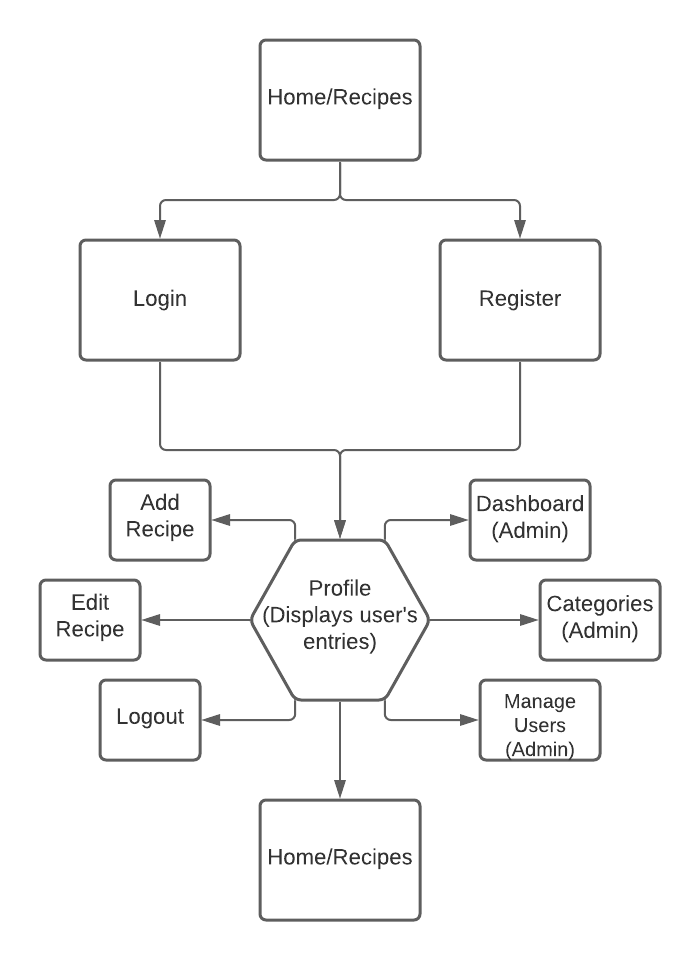 Home/Recipes
Login
Register
Add
Recipe
Dashboard
(Admin)
Profile
(Displays user's
entries)
Edit
Recipe
Categories
(Admin)
Logout
Manage
Users
(Admin)
Home/Recipes